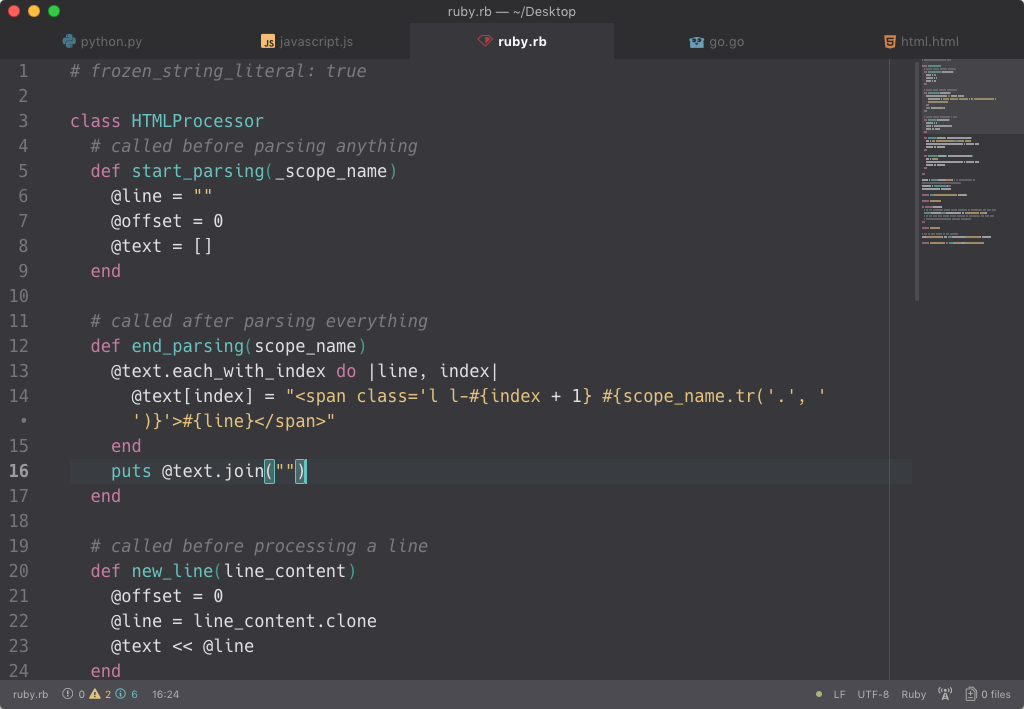 ruby.rb — ~/Desktop
python.py
javascript.js
ruby.rb
go.go
html.html
1 # frozen_string_literal: true
2
3 class HTMLProcessor
4 # called before parsing anything
5 def start_parsing(_scope_name)
6 @line = ""
7 @offset = 0
8 @text = []
9 end
10
11 # called after parsing everything
12 def end_parsing(scope_name)
13 @text.each_with_index do |line, index|
14 @text[index] = "<span class='l l-#{index + 1} #{scope_name.tr('.', '
• ')}'>#{line}</span>"
15 end
16 puts @text.join("")
17 end
18
19 # called before processing a line
20 def new_line(line_content)
21 @offset = 0
22 @line = line_content.clone
23 @text << @line
24 end
ruby.rb 0 2 6 16:24 LF UTF-8 Ruby 0 files